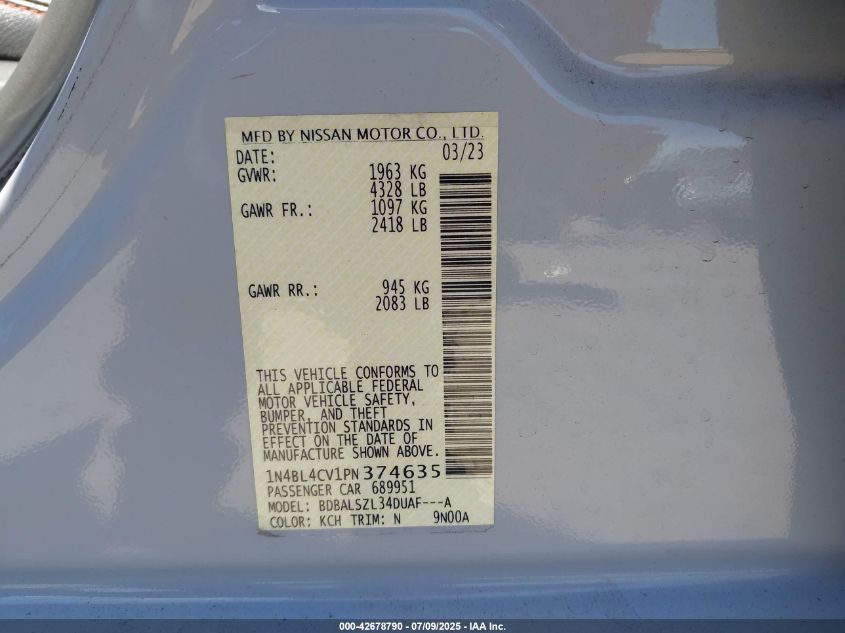 MFD BY NISSAN MOTOR CO., LTD.
DATE: 03/23
GVWR: 1963 KG
4328 LB
GAWR FR.: 1097 KG
2418 LB
GAWR RR.: 945 KG
2083 LB
THIS VEHICLE CONFORMS TO
ALL APPLICABLE FEDERAL
MOTOR VEHICLE SAFETY,
BUMPER, AND THEFT
PREVENTION STANDARDS IN
EFFECT ON THE DATE OF
MANUFACTURE SHOWN ABOVE.
1N4BL4CV1PN374635
PASSENGER CAR 689951
MODEL: BDBALSZL34DUAF---A
COLOR: KCH TRIM: N 9N00A
000-42678790 - 07/09/2025 - IAA Inc.